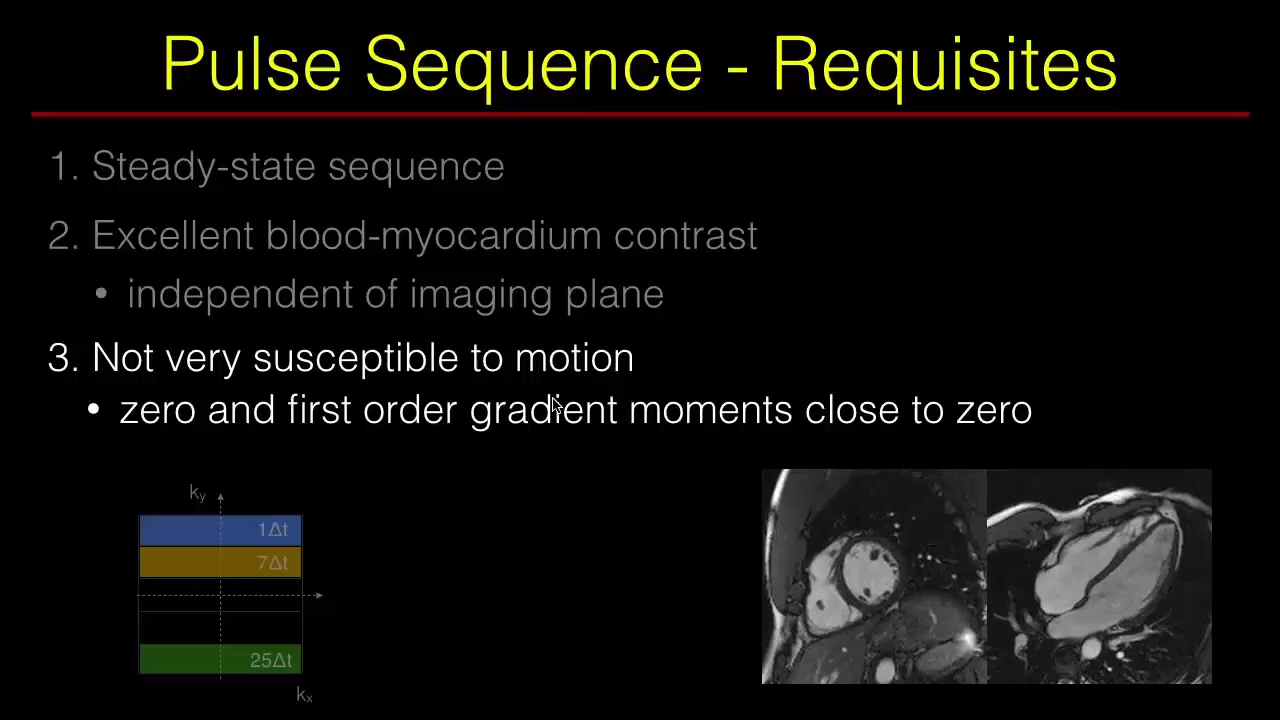 Pulse Sequence - Requisites
1. Steady-state sequence
2. Excellent blood-myocardium contrast
• independent of imaging plane
3. Not very susceptible to motion
• zero and first order gradient moments close to zero
ky
1Δt
7Δt
25Δt
kx